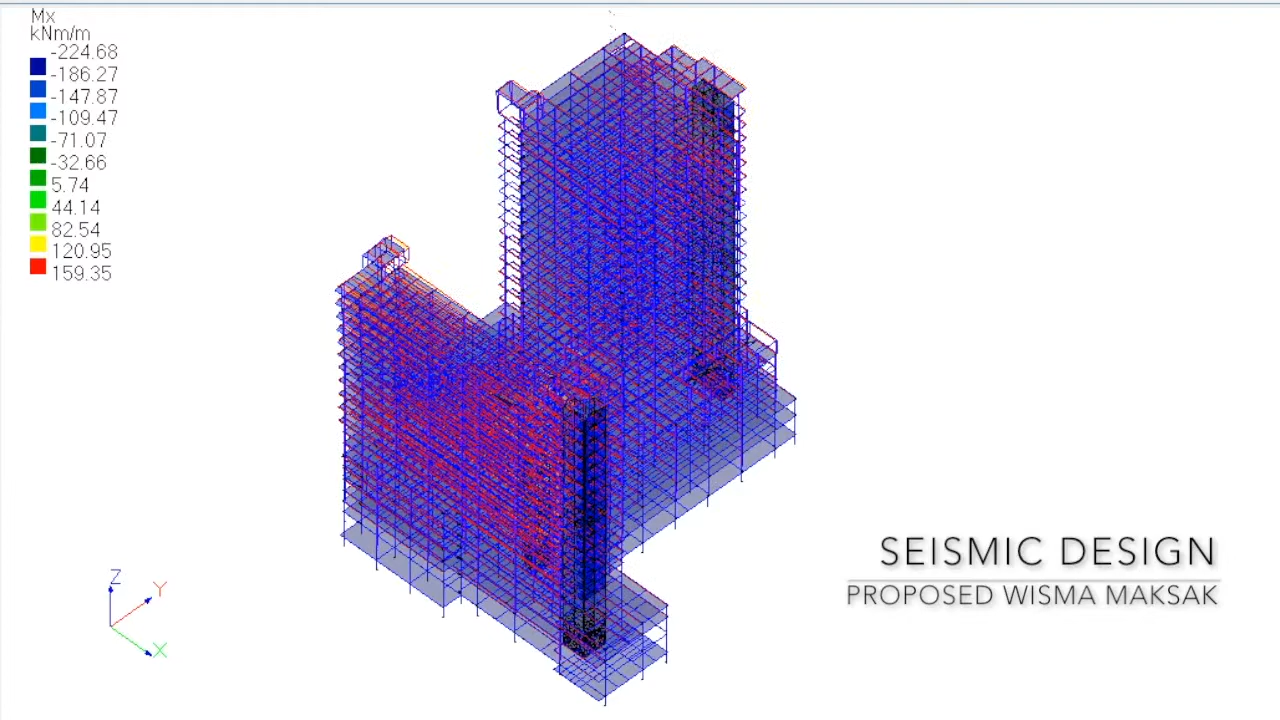 Mx
kNm/m
-224.68
-186.27
-147.87
-109.47
-71.07
-32.66
5.74
44.14
82.54
120.95
159.35
Z
Y
X
SEISMIC DESIGN
PROPOSED WISMA MAKSAK